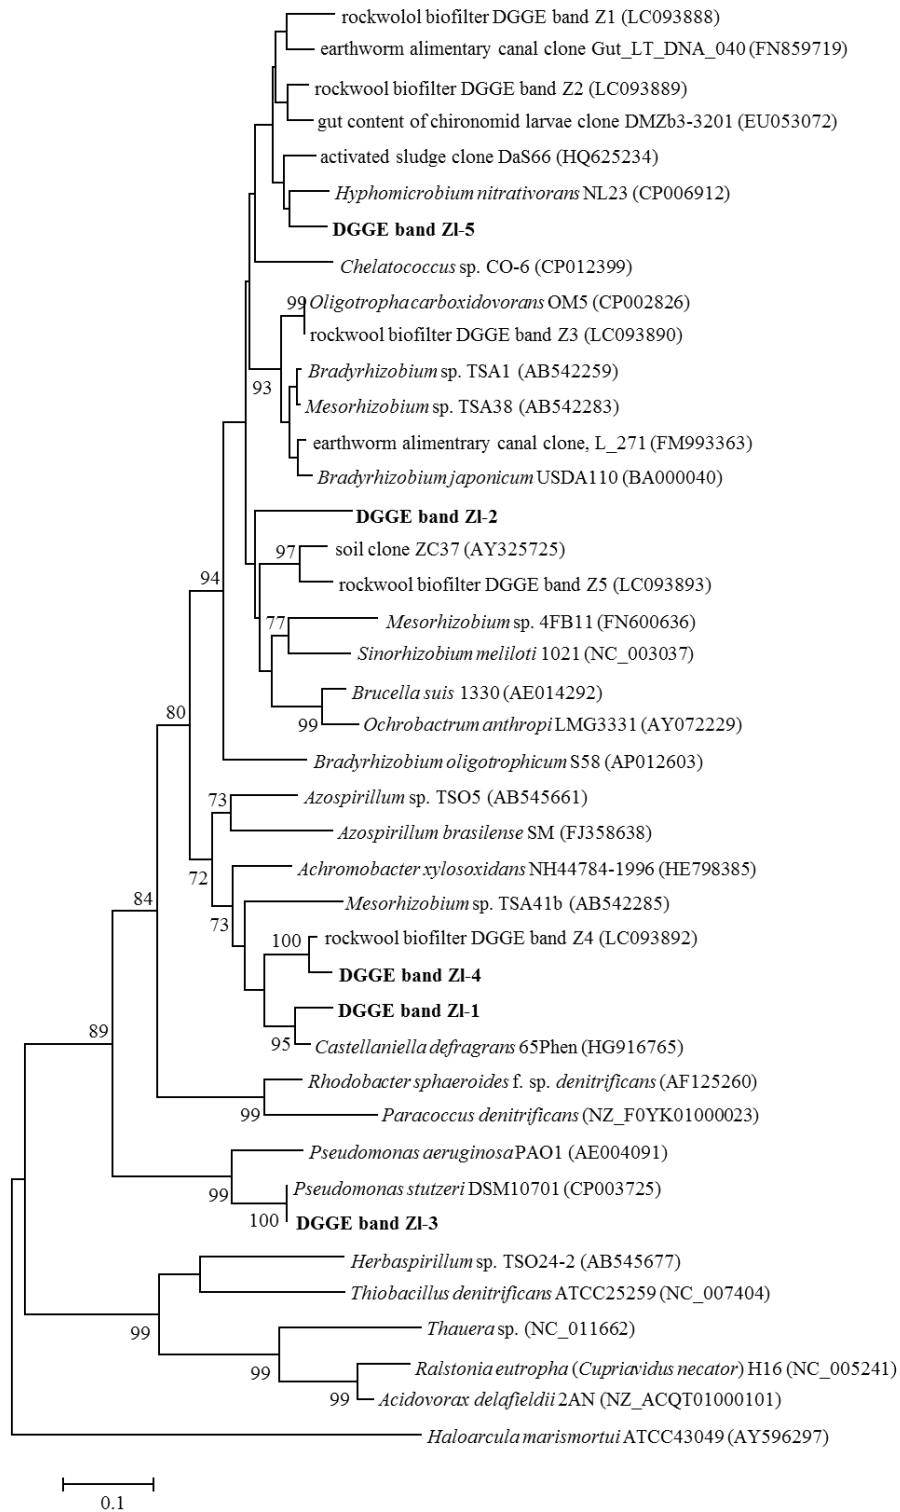 rockwolol biofilter DGGE band Z1 (LC093888)
earthworm alimentary canal clone Gut_LT_DNA_040 (FN859719)
rockwool biofilter DGGE band Z2 (LC093889)
gut content of chironomid larvae clone DMZb3-3201 (EU053072)
activated sludge clone DaS66 (HQ625234)
Hyphomicrobium nitrativorans NL23 (CP006912)
DGGE band Zl-5
Chelatococcus sp. CO-6 (CP012399)
99 Oligotropha carboxidovorans OM5 (CP002826)
rockwool biofilter DGGE band Z3 (LC093890)
Bradyrhizobium sp. TSA1 (AB542259)
93
Mesorhizobium sp. TSA38 (AB542283)
earthworm alimentrary canal clone, L_271 (FM993363)
Bradyrhizobium japonicum USDA110 (BA000040)
DGGE band Zl-2
97 soil clone ZC37 (AY325725)
94
rockwool biofilter DGGE band Z5 (LC093893)
77 Mesorhizobium sp. 4FB11 (FN600636)
Sinorhizobium meliloti 1021 (NC_003037)
Brucella suis 1330 (AE014292)
80
99 Ochrobactrum anthropi LMG3331 (AY072229)
Bradyrhizobium oligotrophicum S58 (AP012603)
73 Azospirillum sp. TSO5 (AB545661)
Azospirillum brasilense SM (FJ358638)
Achromobacter xylosoxidans NH44784-1996 (HE798385)
72
84
Mesorhizobium sp. TSA41b (AB542285)
73
100 rockwool biofilter DGGE band Z4 (LC093892)
DGGE band Zl-4
DGGE band Zl-1
89
95 Castellaniella defragrans 65Phen (HG916765)
Rhodobacter sphaeroides f. sp. denitrificans (AF125260)
99 Paracoccus denitrificans (NZ_F0YK01000023)
Pseudomonas aeruginosa PAO1 (AE004091)
99 Pseudomonas stutzeri DSM10701 (CP003725)
100 DGGE band Zl-3
Herbaspirillum sp. TSO24-2 (AB545677)
Thiobacillus denitrificans ATCC25259 (NC_007404)
99 Thauera sp. (NC_011662)
99 Ralstonia eutropha (Cupriavidus necator) H16 (NC_005241)
99 Acidovorax delafieldii 2AN (NZ_ACQT01000101)
Haloarcula marismortui ATCC43049 (AY596297)
0.1